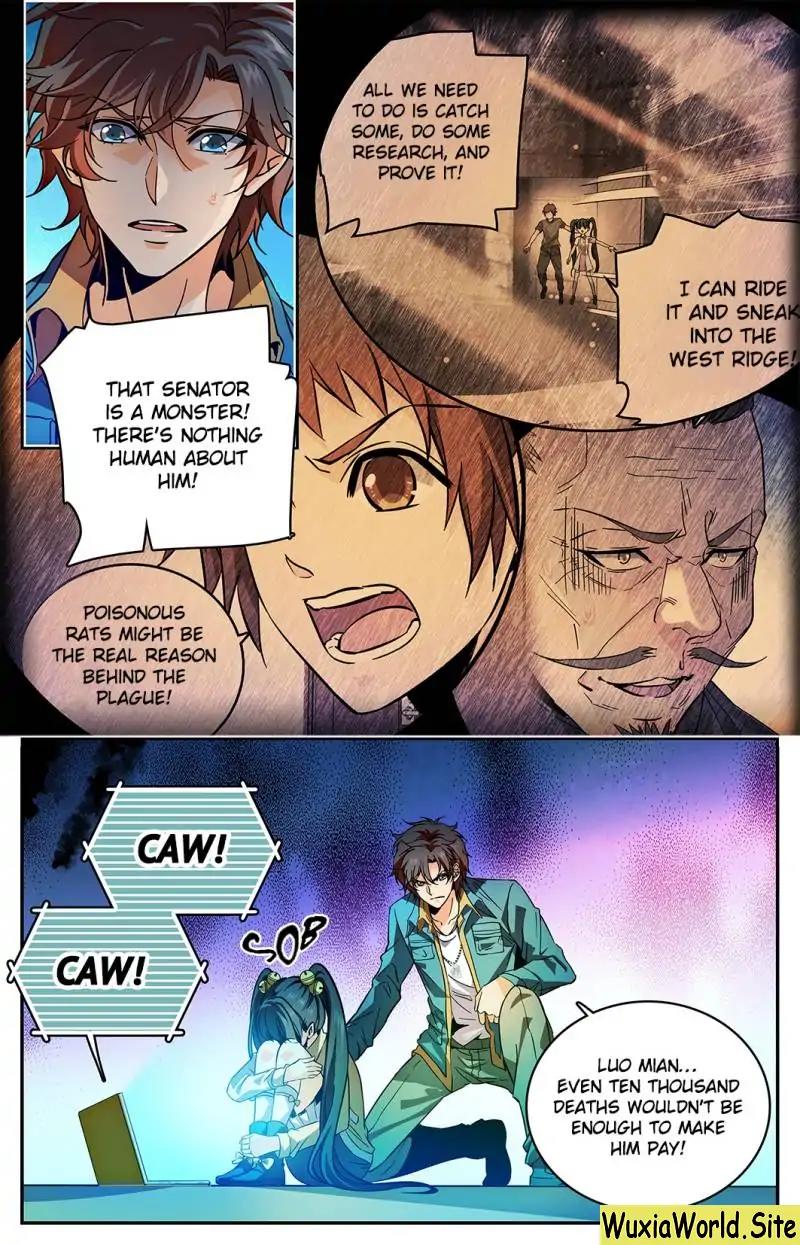 ALL WE NEED
TO DO IS CATCH
SOME, DO SOME
RESEARCH, AND
PROVE IT!
I CAN RIDE
IT AND SNEAK
INTO THE
WEST RIDGE!
THAT SENATOR
IS A MONSTER!
THERE'S NOTHING
HUMAN ABOUT
HIM!
POISONOUS
RATS MIGHT BE
THE REAL REASON
BEHIND THE
PLAGUE!
CAW!
CAW!
SOB
LUO MIAN...
EVEN TEN THOUSAND
DEATHS WOULDN'T BE
ENOUGH TO MAKE
HIM PAY!
WuxiaWorld.Site